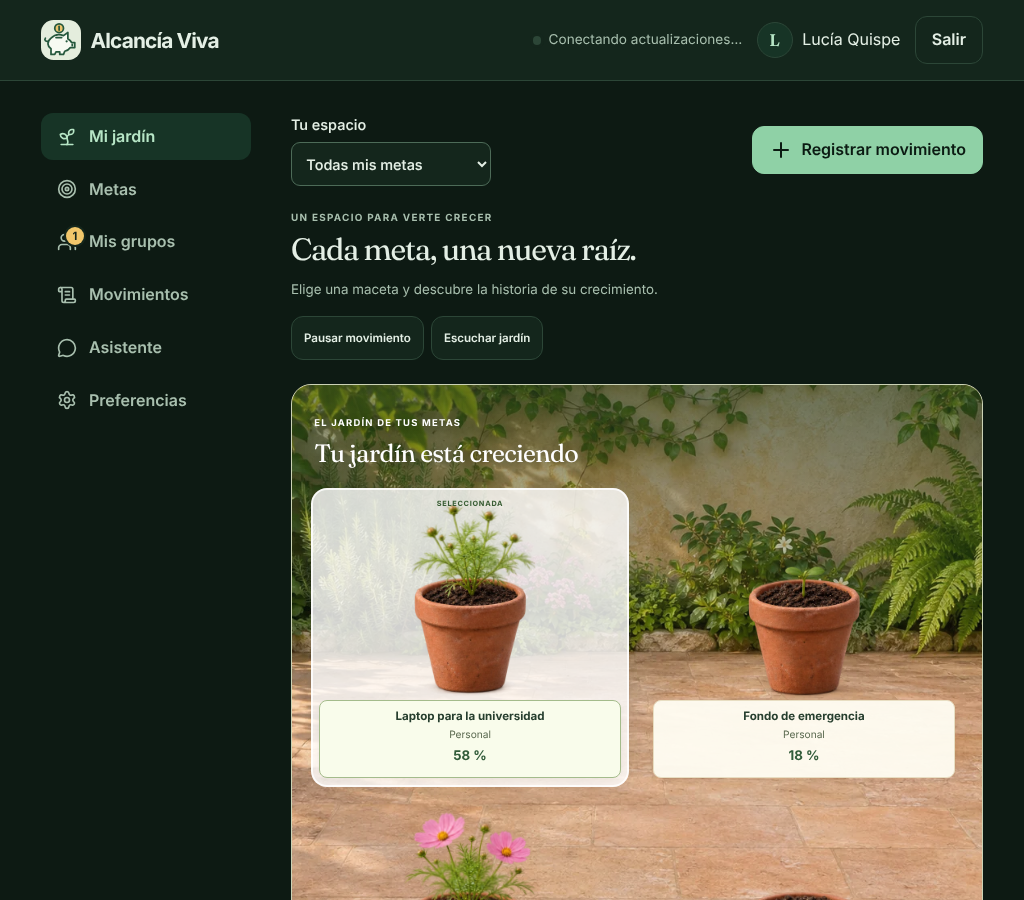 Alcancía Viva
Conectando actualizaciones...
L
Lucía Quispe
Salir
Mi jardín
Metas
1
Mis grupos
Movimientos
Asistente
Preferencias
Tu espacio
Todas mis metas
Registrar movimiento
UN ESPACIO PARA VERTE CRECER
Cada meta, una nueva raíz.
Elige una maceta y descubre la historia de su crecimiento.
Pausar movimiento
Escuchar jardín
EL JARDÍN DE TUS METAS
Tu jardín está creciendo
SELECCIONADA
Laptop para la universidad
Personal
58 %
Fondo de emergencia
Personal
18 %